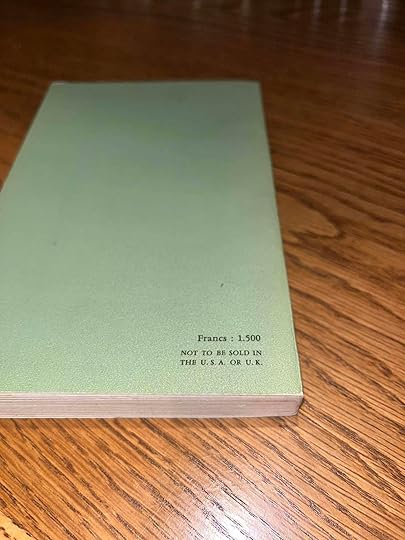 Francs : 1.500
NOT TO BE SOLD IN
THE U. S. A. OR U. K.